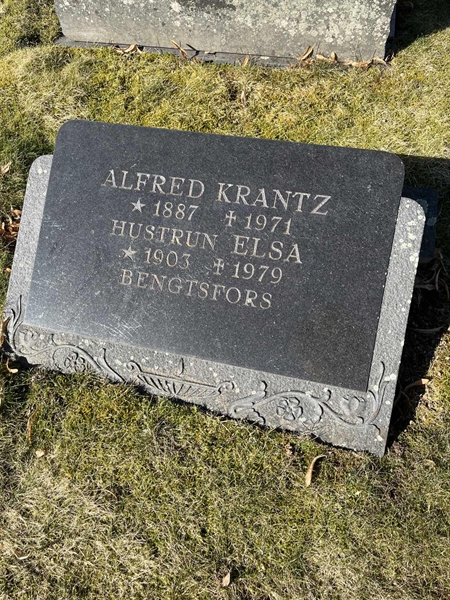 ALFRED KRANTZ
★ 1887 ✝ 1971
HUSTRUN ELSA
★ 1903 ✝ 1979
BENGTSFORS